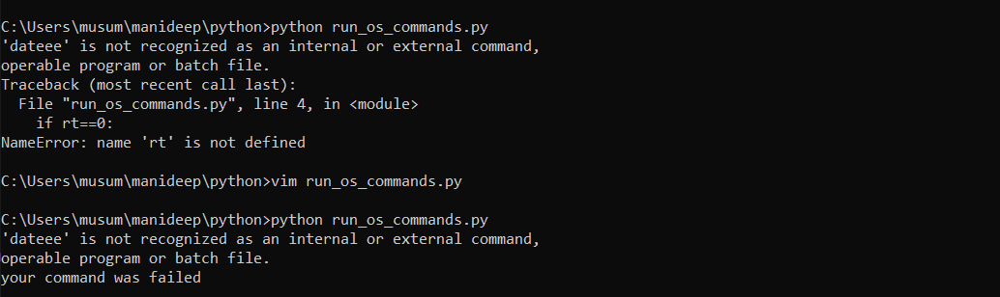 C:\Users\musum\manideep\python>python run_os_commands.py
'dateee' is not recognized as an internal or external command,
operable program or batch file.
Traceback (most recent call last):
  File "run_os_commands.py", line 4, in <module>
    if rt==0:
NameError: name 'rt' is not defined
C:\Users\musum\manideep\python>vim run_os_commands.py
C:\Users\musum\manideep\python>python run_os_commands.py
'dateee' is not recognized as an internal or external command,
operable program or batch file.
your command was failed